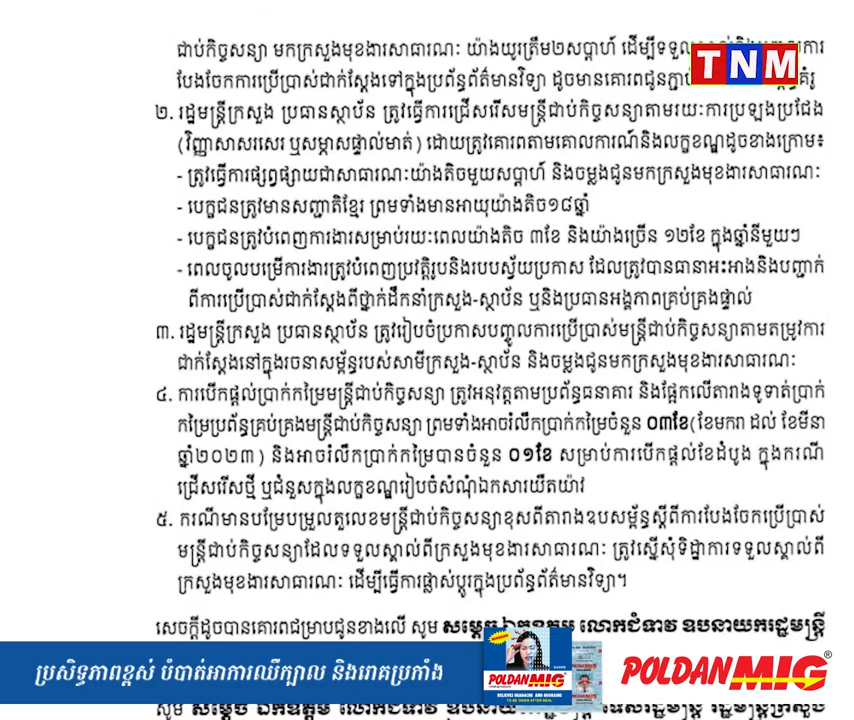 ជាប់កិច្ចសន្យា មកក្រសួងមុខងារសាធារណៈ យ៉ាងយូរត្រឹម២សប្តាហ៍ ដើម្បីទទួល
TNM
បែងចែកការប្រើប្រាស់ជាក់ស្តែងទៅក្នុងប្រព័ន្ធព័ត៌មានវិទ្យា ដូចមានគោរពជូនភ្ជាប់
២. រដ្ឋមន្ត្រីក្រសួង ប្រធានស្ថាប័ន ត្រូវធ្វើការជ្រើសរើសមន្ត្រីជាប់កិច្ចសន្យាតាមរយៈការប្រឡងប្រជែង
(វិញ្ញាសាសរសេរ ឬសម្ភាសផ្ទាល់មាត់) ដោយត្រូវគោរពតាមគោលការណ៍និងលក្ខខណ្ឌដូចខាងក្រោម៖
- ត្រូវធ្វើការផ្សព្វផ្សាយជាសាធារណៈយ៉ាងតិចមួយសប្តាហ៍ និងចម្លងជូនមកក្រសួងមុខងារសាធារណៈ
- បេក្ខជនត្រូវមានសញ្ជាតិខ្មែរ ព្រមទាំងមានអាយុយ៉ាងតិច១៨ឆ្នាំ
- បេក្ខជនត្រូវបំពេញការងារសម្រាប់រយៈពេលយ៉ាងតិច ៣ខែ និងយ៉ាងច្រើន ១២ខែ ក្នុងឆ្នាំនីមួយៗ
- ពេលចូលបម្រើការងារត្រូវបំពេញប្រវត្តិរូបនិងរបបស្វ័យប្រកាស ដែលត្រូវបានធានាអះអាងនិងបញ្ជាក់
ពីការប្រើប្រាស់ជាក់ស្តែងពីថ្នាក់ដឹកនាំក្រសួង-ស្ថាប័ន ឬនិងប្រធានអង្គភាពគ្រប់គ្រងផ្ទាល់
៣. រដ្ឋមន្ត្រីក្រសួង ប្រធានស្ថាប័ន ត្រូវរៀបចំប្រកាសបញ្ចូលការប្រើប្រាស់មន្ត្រីជាប់កិច្ចសន្យាតាមតម្រូវការ
ជាក់ស្តែងនៅក្នុងរចនាសម្ព័ន្ធរបស់សាមីក្រសួង-ស្ថាប័ន និងចម្លងជូនមកក្រសួងមុខងារសាធារណៈ
៤. ការបើកផ្តល់ប្រាក់កម្រៃមន្ត្រីជាប់កិច្ចសន្យា ត្រូវអនុវត្តតាមប្រព័ន្ធធនាគារ និងផ្អែកលើតារាងទូទាត់ប្រាក់
កម្រៃប្រព័ន្ធគ្រប់គ្រងមន្ត្រីជាប់កិច្ចសន្យា ព្រមទាំងអាចរំលឹកប្រាក់កម្រៃចំនួន ០៣ខែ(ខែមករា ដល់ ខែមីនា
ឆ្នាំ២០២៣) និងអាចរំលឹកប្រាក់កម្រៃបានចំនួន ០១ខែ សម្រាប់ការបើកផ្តល់ខែដំបូង ក្នុងករណី
ជ្រើសរើសថ្មី ឬជំនួសក្នុងលក្ខខណ្ឌរៀបចំសំណុំឯកសារយឺតយ៉ាវ
៥. ករណីមានបម្រែបម្រួលតួលេខមន្ត្រីជាប់កិច្ចសន្យាខុសពីតារាងឧបសម្ព័ន្ធស្តីពីការបែងចែកប្រើប្រាស់
មន្ត្រីជាប់កិច្ចសន្យាដែលទទួលស្គាល់ពីក្រសួងមុខងារសាធារណៈ ត្រូវស្នើសុំទិដ្ឋាការទទួលស្គាល់ពី
ក្រសួងមុខងារសាធារណៈ ដើម្បីធ្វើការផ្លាស់ប្តូរក្នុងប្រព័ន្ធព័ត៌មានវិទ្យា។
សេចក្តីដូចបានគោរពជម្រាបជូនខាងលើ សូម សម្តេច ឯកឧត្តម លោកជំទាវ ឧបនាយករដ្ឋមន្ត្រី
ប្រសិទ្ធភាពខ្ពស់ បំបាត់អាការឈឺក្បាល និងរោគប្រកាំង
POLDANMIG
RELIEVES HEADACHE AND MIGRAINE
TO BE TAKEN AFTER MEAL
POLDANMIG®
សូម សម្តេច ឯកឧត្តម លោកជំទាវ